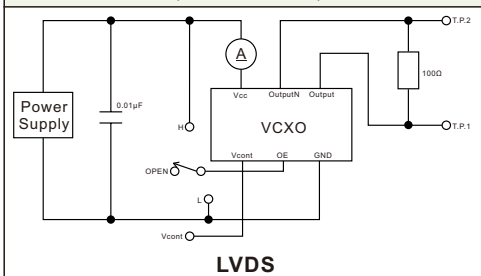 T.P.2
A
100Ω
Vcc OutputN Output
Power
Supply
0.01µF
H
VCXO
T.P.1
Vcont OE GND
OPEN
L
Vcont
LVDS